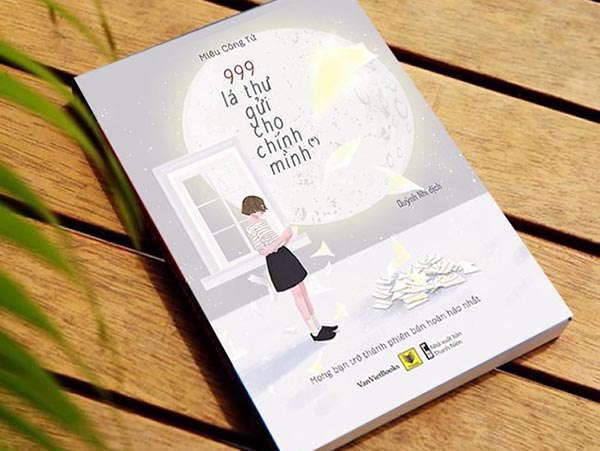 Miêu Công Tử
999
lá thư
gửi
cho
chính
mình
Quỳnh Nhi dịch
Mong bạn trở thành phiên bản hoàn hảo nhất
VanVietBooks
Nhà xuất bản
Thanh Niên